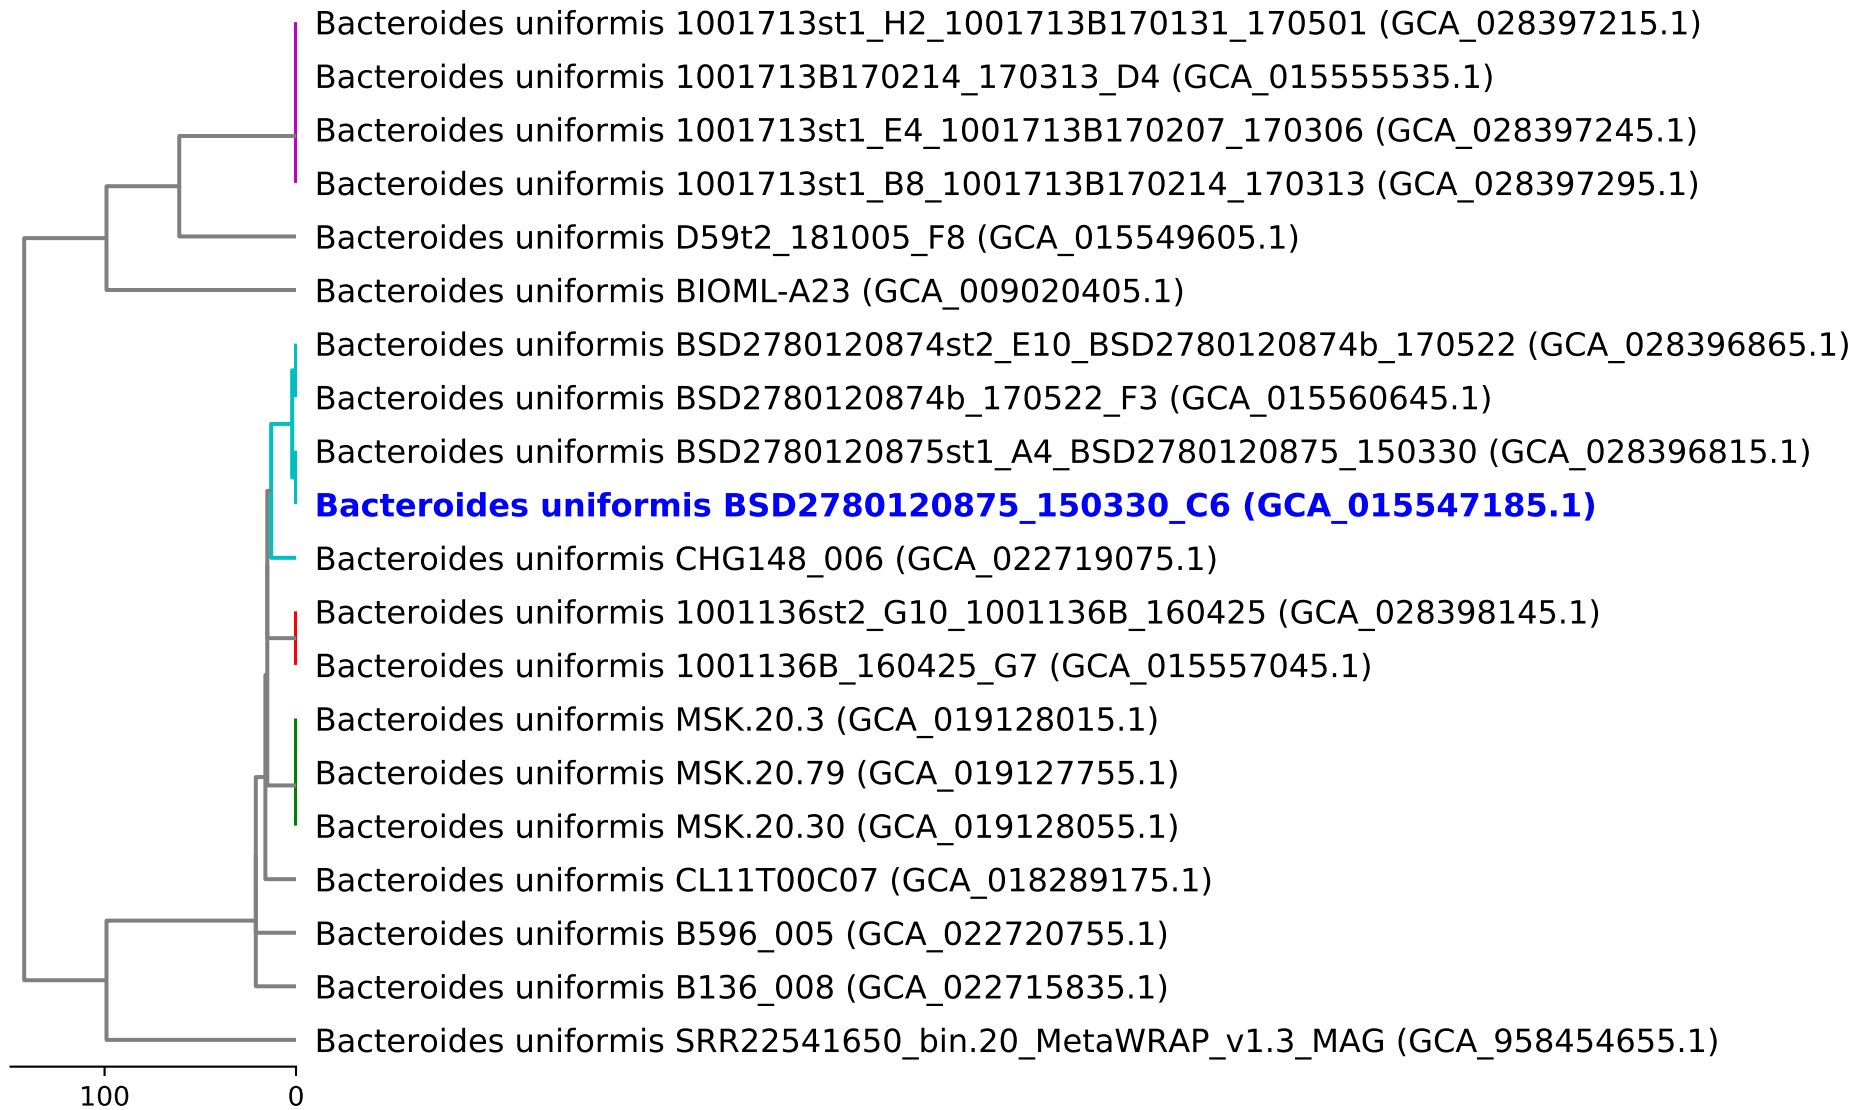 Bacteroides uniformis 1001713st1_H2_1001713B170131_170501 (GCA_028397215.1)
Bacteroides uniformis 1001713B170214_170313_D4 (GCA_015555535.1)
Bacteroides uniformis 1001713st1_E4_1001713B170207_170306 (GCA_028397245.1)
Bacteroides uniformis 1001713st1_B8_1001713B170214_170313 (GCA_028397295.1)
Bacteroides uniformis D59t2_181005_F8 (GCA_015549605.1)
Bacteroides uniformis BIOML-A23 (GCA_009020405.1)
Bacteroides uniformis BSD2780120874st2_E10_BSD2780120874b_170522 (GCA_028396865.1)
Bacteroides uniformis BSD2780120874b_170522_F3 (GCA_015560645.1)
Bacteroides uniformis BSD2780120875st1_A4_BSD2780120875_150330 (GCA_028396815.1)
Bacteroides uniformis BSD2780120875_150330_C6 (GCA_015547185.1)
Bacteroides uniformis CHG148_006 (GCA_022719075.1)
Bacteroides uniformis 1001136st2_G10_1001136B_160425 (GCA_028398145.1)
Bacteroides uniformis 1001136B_160425_G7 (GCA_015557045.1)
Bacteroides uniformis MSK.20.3 (GCA_019128015.1)
Bacteroides uniformis MSK.20.79 (GCA_019127755.1)
Bacteroides uniformis MSK.20.30 (GCA_019128055.1)
Bacteroides uniformis CL11T00C07 (GCA_018289175.1)
Bacteroides uniformis B596_005 (GCA_022720755.1)
Bacteroides uniformis B136_008 (GCA_022715835.1)
Bacteroides uniformis SRR22541650_bin.20_MetaWRAP_v1.3_MAG (GCA_958454655.1)
100 0